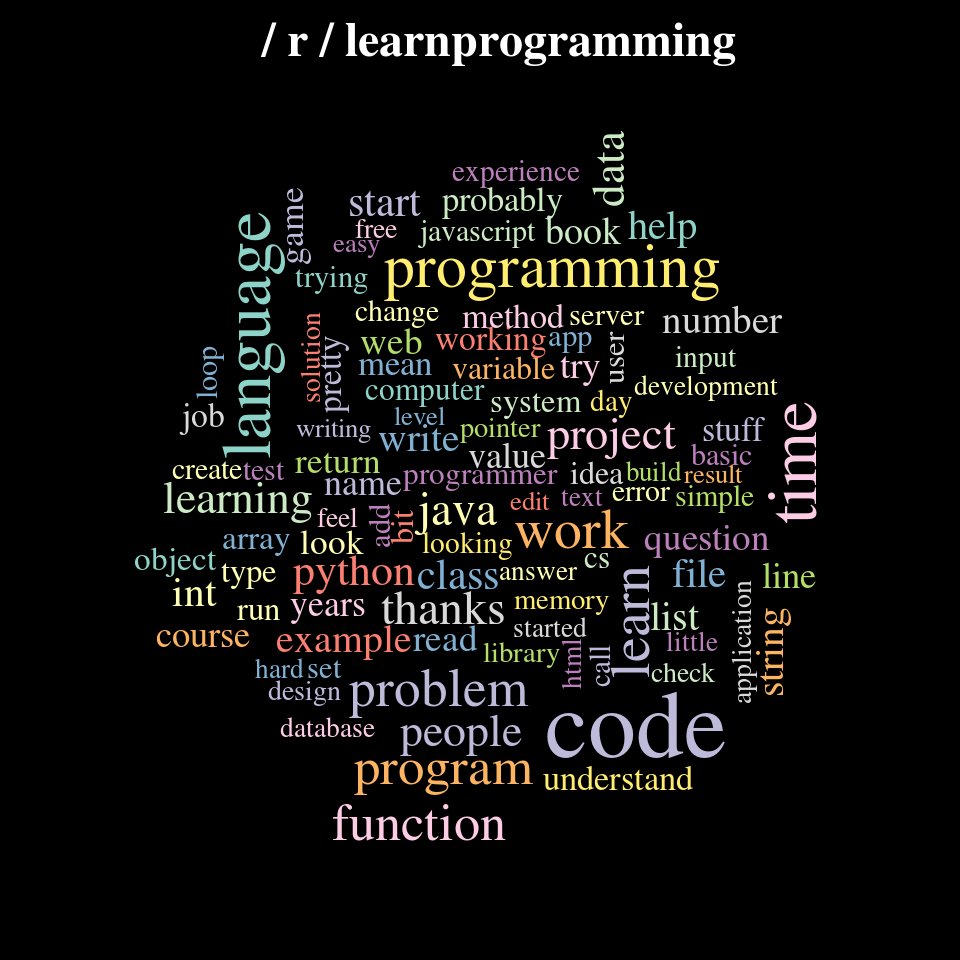 / r / learnprogramming
experience
data
start
probably
game
free
javascript
book
help
language
easy
programming
trying
change
method
server
number
solution
pretty
web
working
app
user
input
loop
mean
variable
try
computer
development
system
day
job
level
writing
write
pointer
project
stuff
time
value
basic
create
test
return
programmer
idea
build
result
learning
name
java
edit
text
error
simple
feel
add
bit
work
array
look
looking
question
object
cs
type
python
class
answer
file
line
int
run
years
thanks
memory
learn
list
application
string
course
example
read
started
library
html
call
little
hard
set
check
design
problem
database
people
code
program
understand
function